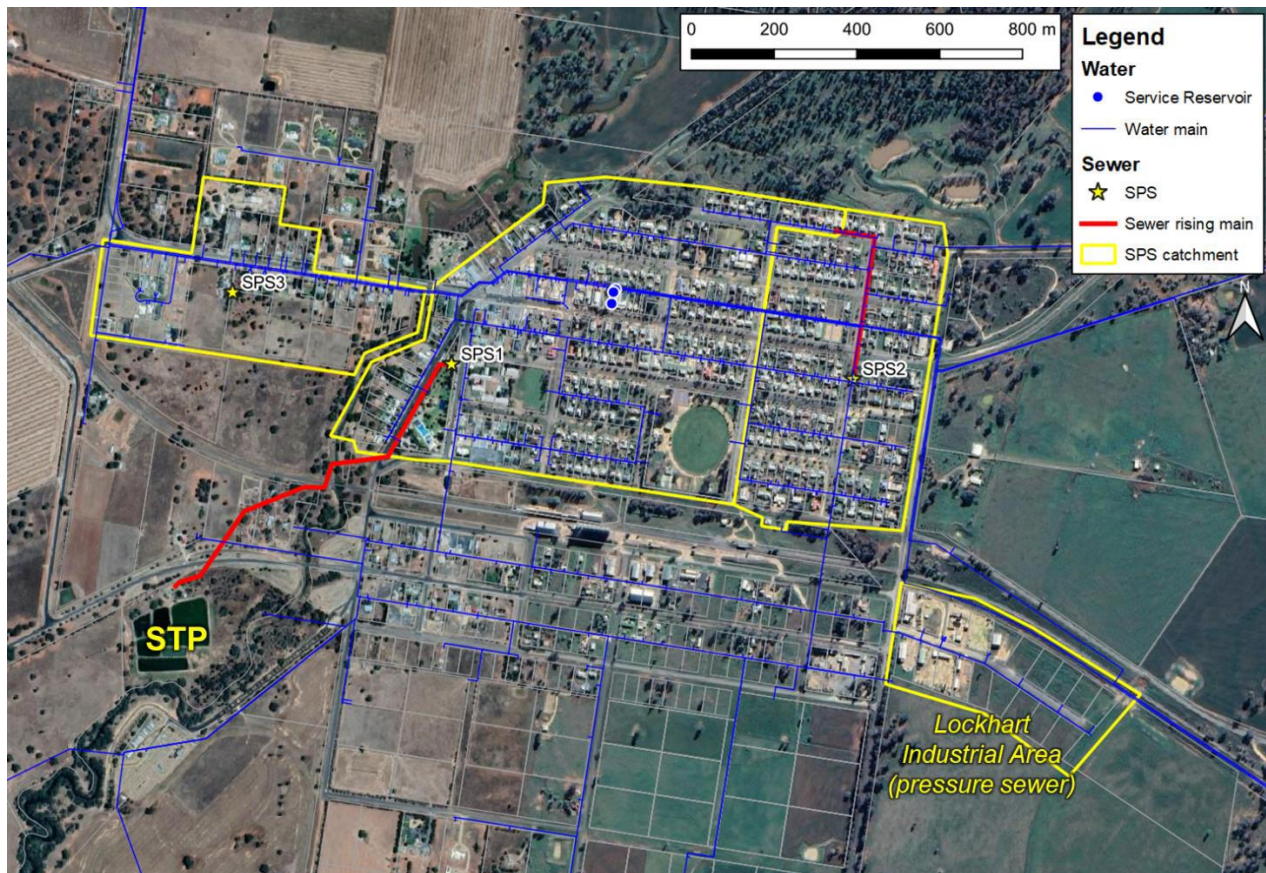 0 200 400 600 800 m
Legend
Water
Service Reservoir
Water main
Sewer
SPS
Sewer rising main
SPS catchment
N
SPS3
SPS1
SPS2
STP
Lockhart
Industrial Area
(pressure sewer)